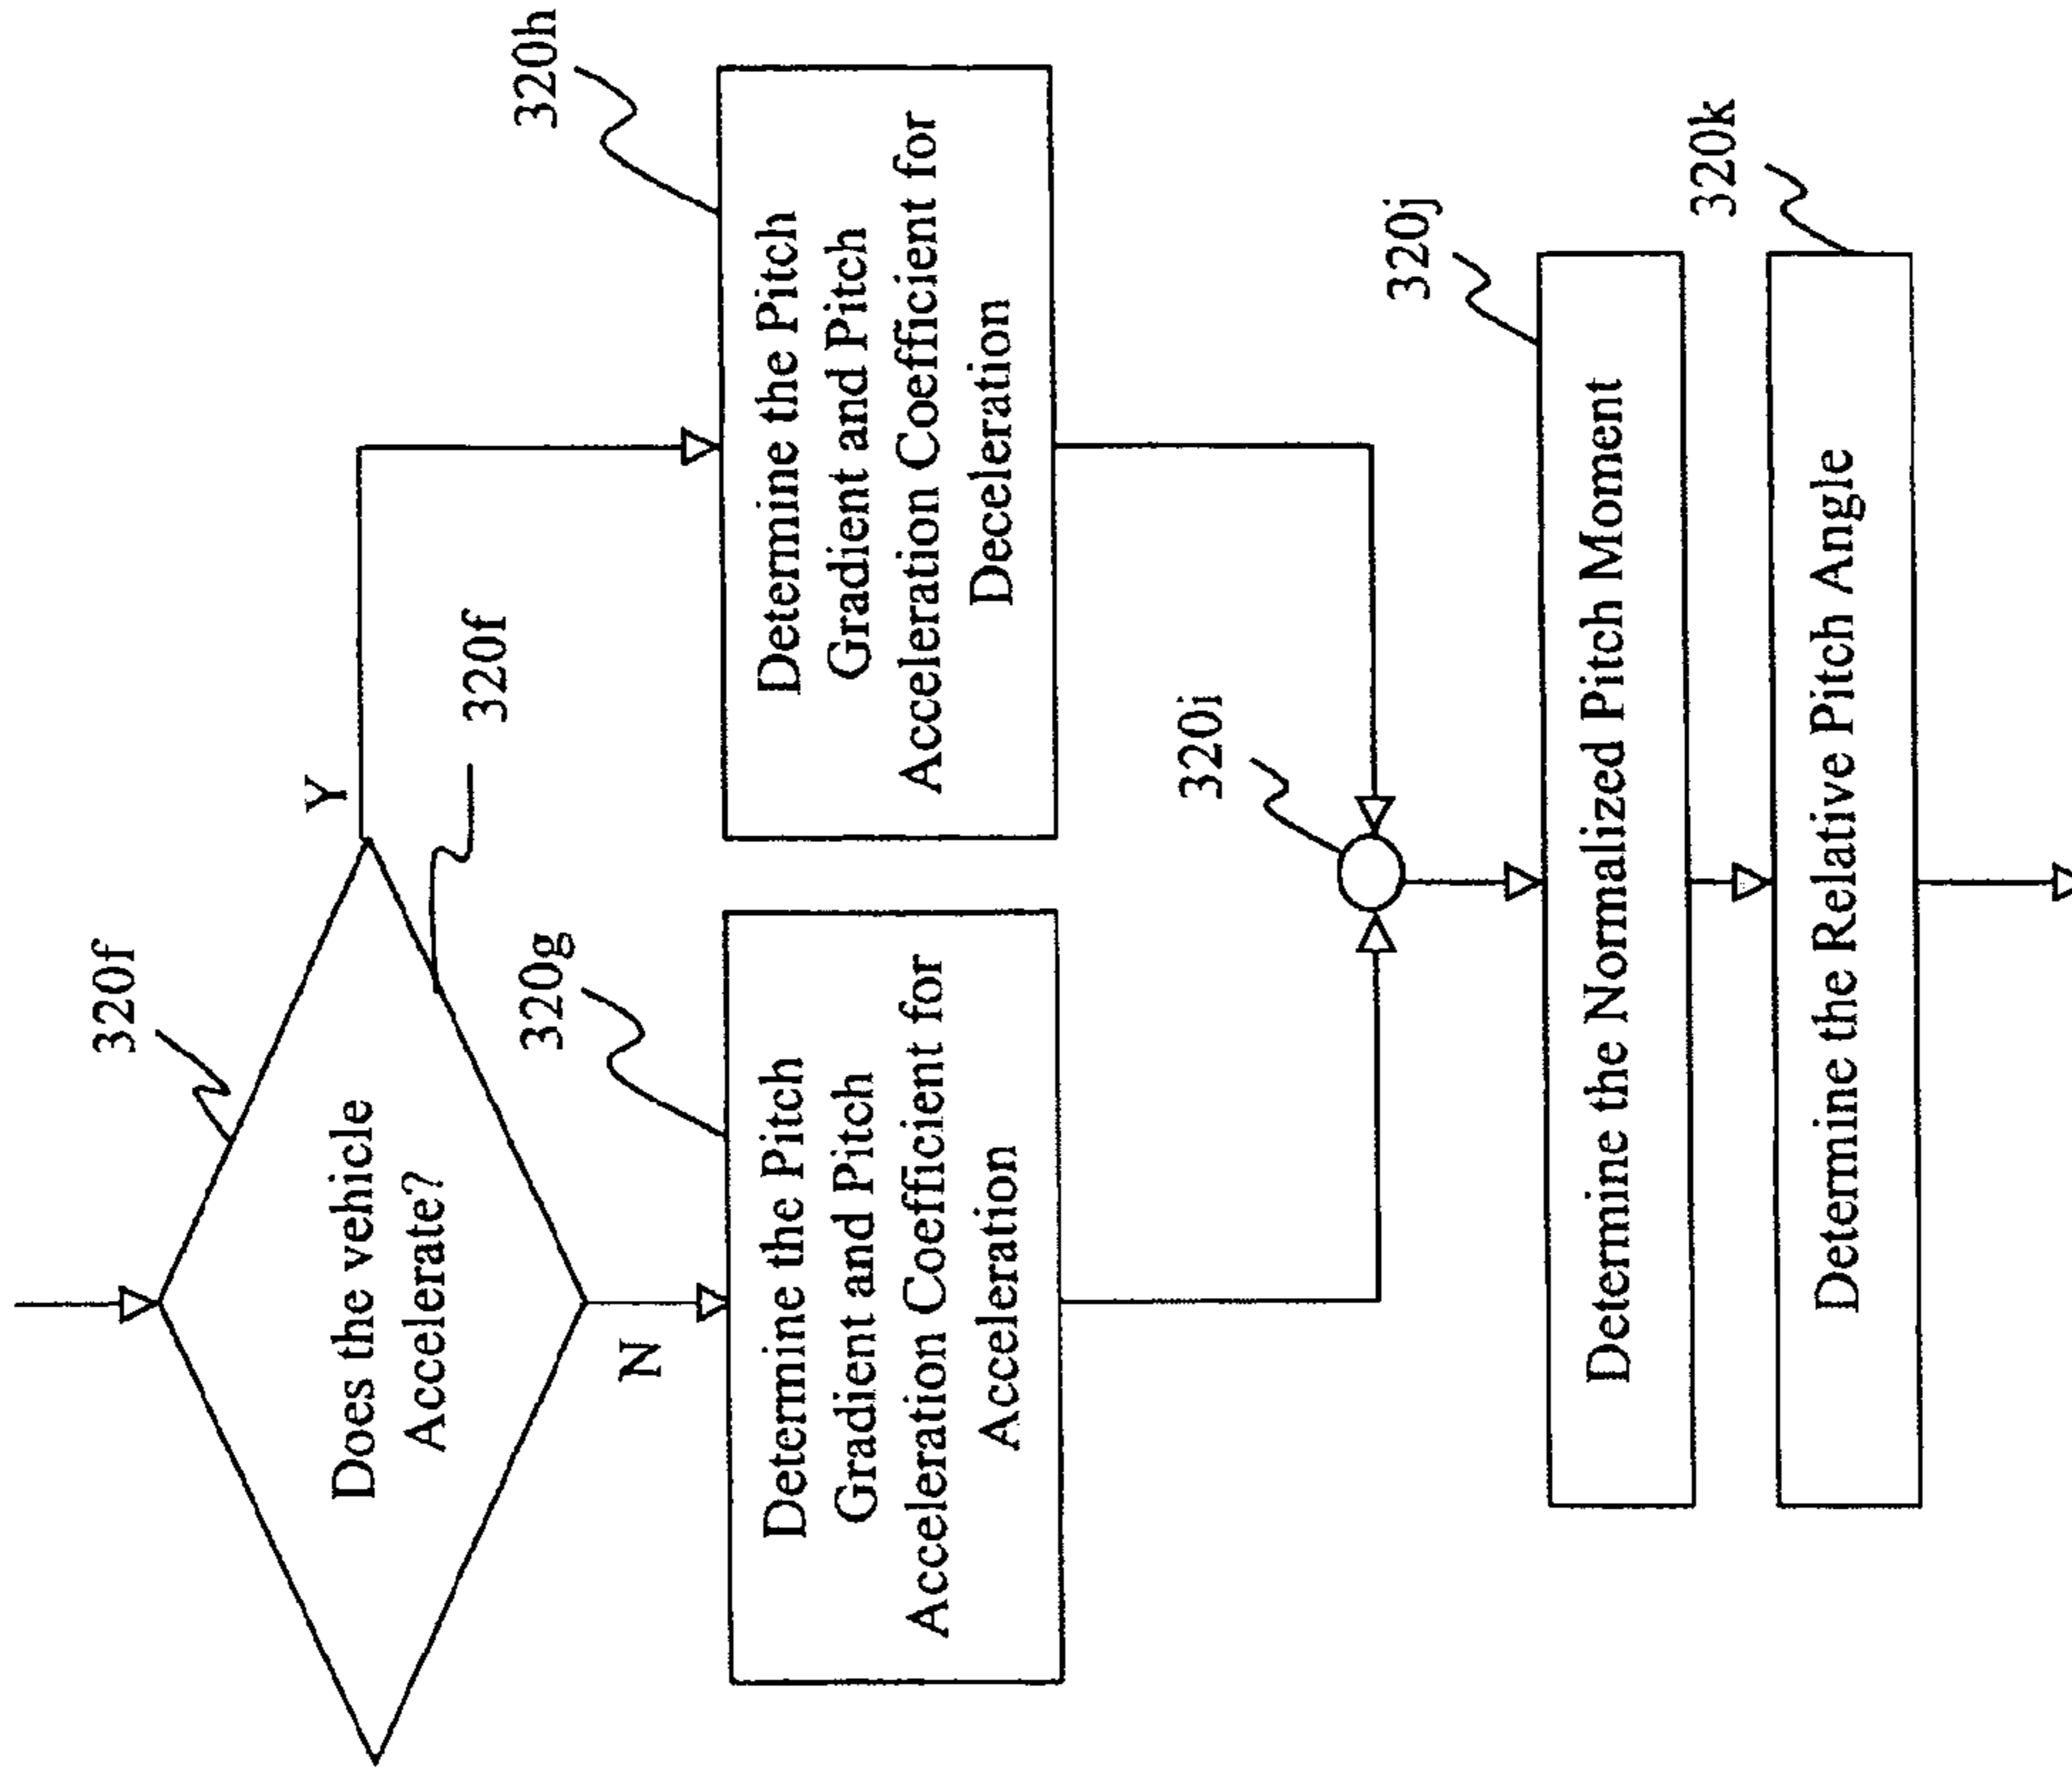 320f
Does the vehicle
Accelerate?
Y
320f
N
320g
Determine the Pitch
Gradient and Pitch
Acceleration Coefficient for
Acceleration
320h
Determine the Pitch
Gradient and Pitch
Acceleration Coefficient for
Deceleration
320i
320j
Determine the Normalized Pitch Moment
320k
Determine the Relative Pitch Angle